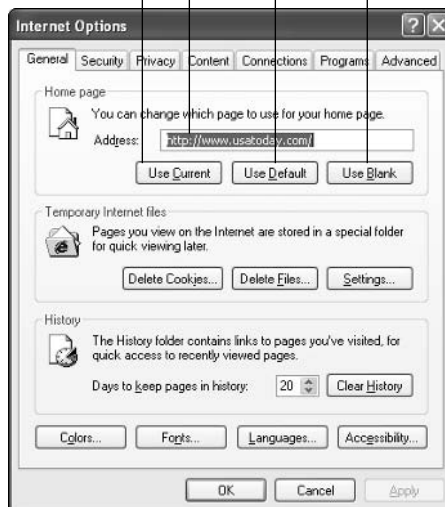 Internet Options
General Security Privacy Content Connections Programs Advanced
Home page
You can change which page to use for your home page.
Address: http://www.usatoday.com/
Use Current Use Default Use Blank
Temporary Internet files
Pages you view on the Internet are stored in a special folder
for quick viewing later.
Delete Cookies... Delete Files... Settings...
History
The History folder contains links to pages you've visited, for
quick access to recently viewed pages.
Days to keep pages in history: 20 Clear History
Colors... Fonts... Languages... Accessibility...
OK Cancel Apply